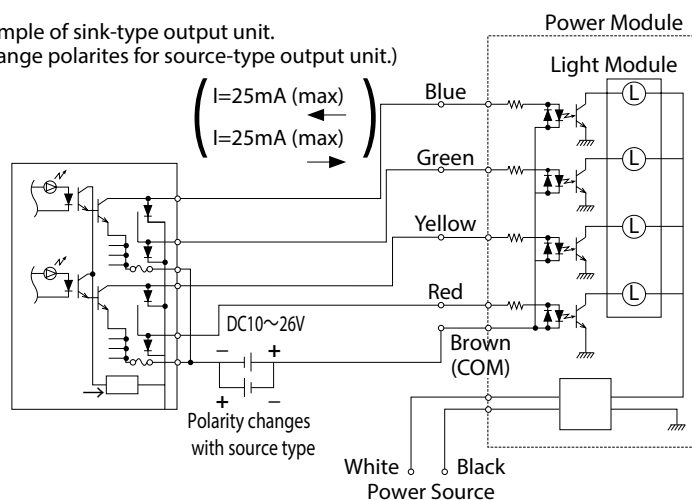 mple of sink-type output unit.
ange polarites for source-type output unit.)
Power Module
Light Module
I=25mA (max)
I=25mA (max)
Blue
Green
Yellow
Red
Brown
(COM)
L
L
L
L
DC10～26V
− +
+ −
Polarity changes
with source type
White Black
Power Source